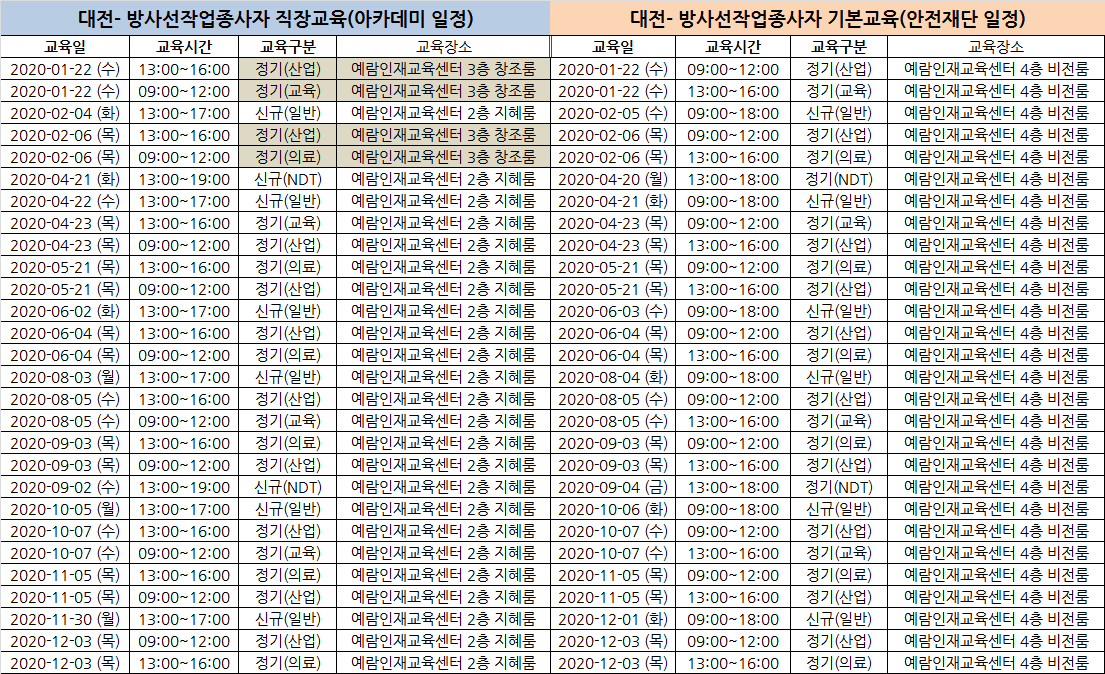 대전- 방사선작업종사자 직장교육(아카데미 일정) 대전- 방사선작업종사자 기본교육(안전재단 일정)
교육일 교육시간 교육구분 교육장소 교육일 교육시간 교육구분 교육장소
2020-01-22 (수) 13:00~16:00 정기(산업) 예람인재교육센터 3층 창조룸 2020-01-22 (수) 09:00~12:00 정기(산업) 예람인재교육센터 4층 비전룸
2020-01-22 (수) 09:00~12:00 정기(교육) 예람인재교육센터 3층 창조룸 2020-01-22 (수) 13:00~16:00 정기(교육) 예람인재교육센터 4층 비전룸
2020-02-04 (화) 13:00~17:00 신규(일반) 예람인재교육센터 2층 지혜룸 2020-02-05 (수) 09:00~18:00 신규(일반) 예람인재교육센터 4층 비전룸
2020-02-06 (목) 13:00~16:00 정기(산업) 예람인재교육센터 3층 창조룸 2020-02-06 (목) 09:00~12:00 정기(산업) 예람인재교육센터 4층 비전룸
2020-02-06 (목) 09:00~12:00 정기(의료) 예람인재교육센터 3층 창조룸 2020-02-06 (목) 13:00~16:00 정기(의료) 예람인재교육센터 4층 비전룸
2020-04-21 (화) 13:00~19:00 신규(NDT) 예람인재교육센터 2층 지혜룸 2020-04-20 (월) 13:00~18:00 정기(NDT) 예람인재교육센터 4층 비전룸
2020-04-22 (수) 13:00~17:00 신규(일반) 예람인재교육센터 2층 지혜룸 2020-04-21 (화) 09:00~18:00 신규(일반) 예람인재교육센터 4층 비전룸
2020-04-23 (목) 13:00~16:00 정기(교육) 예람인재교육센터 2층 지혜룸 2020-04-23 (목) 09:00~12:00 정기(교육) 예람인재교육센터 4층 비전룸
2020-04-23 (목) 09:00~12:00 정기(산업) 예람인재교육센터 2층 지혜룸 2020-04-23 (목) 13:00~16:00 정기(산업) 예람인재교육센터 4층 비전룸
2020-05-21 (목) 13:00~16:00 정기(의료) 예람인재교육센터 2층 지혜룸 2020-05-21 (목) 09:00~12:00 정기(의료) 예람인재교육센터 4층 비전룸
2020-05-21 (목) 09:00~12:00 정기(산업) 예람인재교육센터 2층 지혜룸 2020-05-21 (목) 13:00~16:00 정기(산업) 예람인재교육센터 4층 비전룸
2020-06-02 (화) 13:00~17:00 신규(일반) 예람인재교육센터 2층 지혜룸 2020-06-03 (수) 09:00~18:00 신규(일반) 예람인재교육센터 4층 비전룸
2020-06-04 (목) 13:00~16:00 정기(산업) 예람인재교육센터 2층 지혜룸 2020-06-04 (목) 09:00~12:00 정기(산업) 예람인재교육센터 4층 비전룸
2020-06-04 (목) 09:00~12:00 정기(의료) 예람인재교육센터 2층 지혜룸 2020-06-04 (목) 13:00~16:00 정기(의료) 예람인재교육센터 4층 비전룸
2020-08-03 (월) 13:00~17:00 신규(일반) 예람인재교육센터 2층 지혜룸 2020-08-04 (화) 09:00~18:00 신규(일반) 예람인재교육센터 4층 비전룸
2020-08-05 (수) 13:00~16:00 정기(산업) 예람인재교육센터 2층 지혜룸 2020-08-05 (수) 09:00~12:00 정기(산업) 예람인재교육센터 4층 비전룸
2020-08-05 (수) 09:00~12:00 정기(교육) 예람인재교육센터 2층 지혜룸 2020-08-05 (수) 13:00~16:00 정기(교육) 예람인재교육센터 4층 비전룸
2020-09-03 (목) 13:00~16:00 정기(의료) 예람인재교육센터 2층 지혜룸 2020-09-03 (목) 09:00~12:00 정기(의료) 예람인재교육센터 4층 비전룸
2020-09-03 (목) 09:00~12:00 정기(산업) 예람인재교육센터 2층 지혜룸 2020-09-03 (목) 13:00~16:00 정기(산업) 예람인재교육센터 4층 비전룸
2020-09-02 (수) 13:00~19:00 신규(NDT) 예람인재교육센터 2층 지혜룸 2020-09-04 (금) 13:00~18:00 정기(NDT) 예람인재교육센터 4층 비전룸
2020-10-05 (월) 13:00~17:00 신규(일반) 예람인재교육센터 2층 지혜룸 2020-10-06 (화) 09:00~18:00 신규(일반) 예람인재교육센터 4층 비전룸
2020-10-07 (수) 13:00~16:00 정기(산업) 예람인재교육센터 2층 지혜룸 2020-10-07 (수) 09:00~12:00 정기(산업) 예람인재교육센터 4층 비전룸
2020-10-07 (수) 09:00~12:00 정기(교육) 예람인재교육센터 2층 지혜룸 2020-10-07 (수) 13:00~16:00 정기(교육) 예람인재교육센터 4층 비전룸
2020-11-05 (목) 13:00~16:00 정기(의료) 예람인재교육센터 2층 지혜룸 2020-11-05 (목) 09:00~12:00 정기(의료) 예람인재교육센터 4층 비전룸
2020-11-05 (목) 09:00~12:00 정기(산업) 예람인재교육센터 2층 지혜룸 2020-11-05 (목) 13:00~16:00 정기(산업) 예람인재교육센터 4층 비전룸
2020-11-30 (월) 13:00~17:00 신규(일반) 예람인재교육센터 2층 지혜룸 2020-12-01 (화) 09:00~18:00 신규(일반) 예람인재교육센터 4층 비전룸
2020-12-03 (목) 09:00~12:00 정기(산업) 예람인재교육센터 2층 지혜룸 2020-12-03 (목) 09:00~12:00 정기(산업) 예람인재교육센터 4층 비전룸
2020-12-03 (목) 13:00~16:00 정기(의료) 예람인재교육센터 2층 지혜룸 2020-12-03 (목) 13:00~16:00 정기(의료) 예람인재교육센터 4층 비전룸